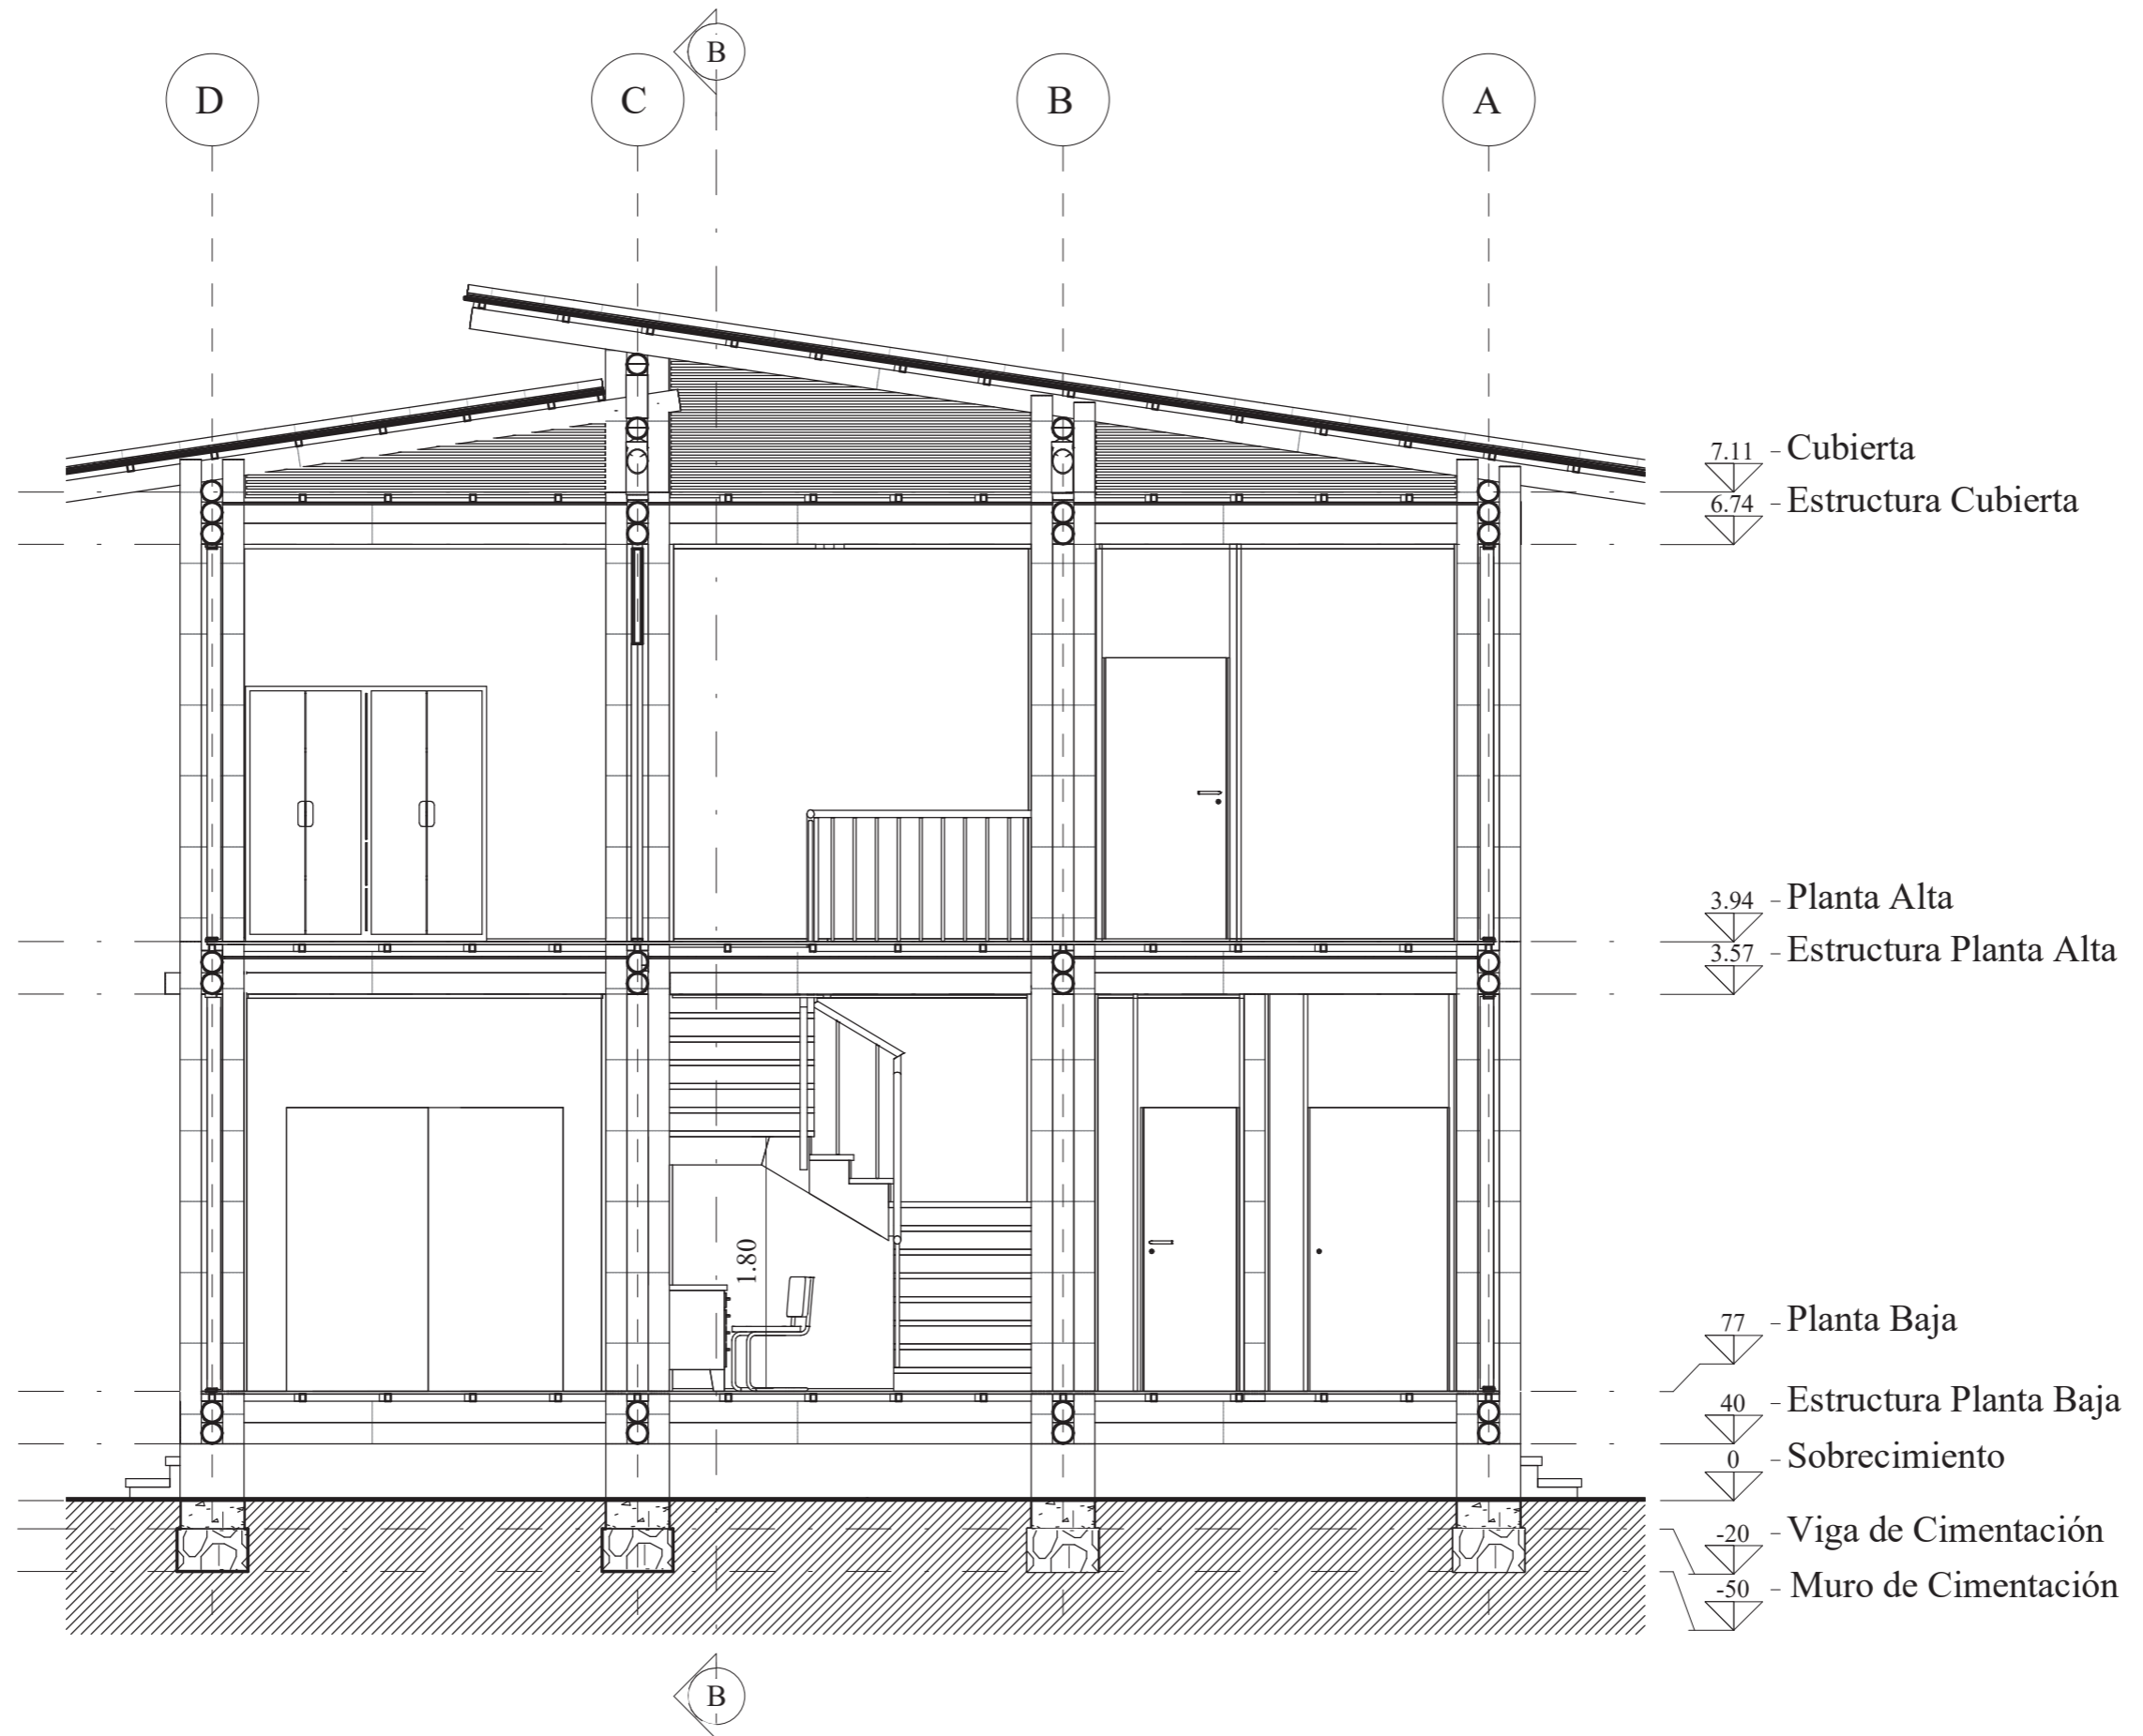 B
D
C
B
A
7.11 Cubierta
6.74 Estructura Cubierta
3.94 Planta Alta
3.57 Estructura Planta Alta
1.80
77 Planta Baja
40 Estructura Planta Baja
0 Sobrecimiento
-20 Viga de Cimentación
-50 Muro de Cimentación
B